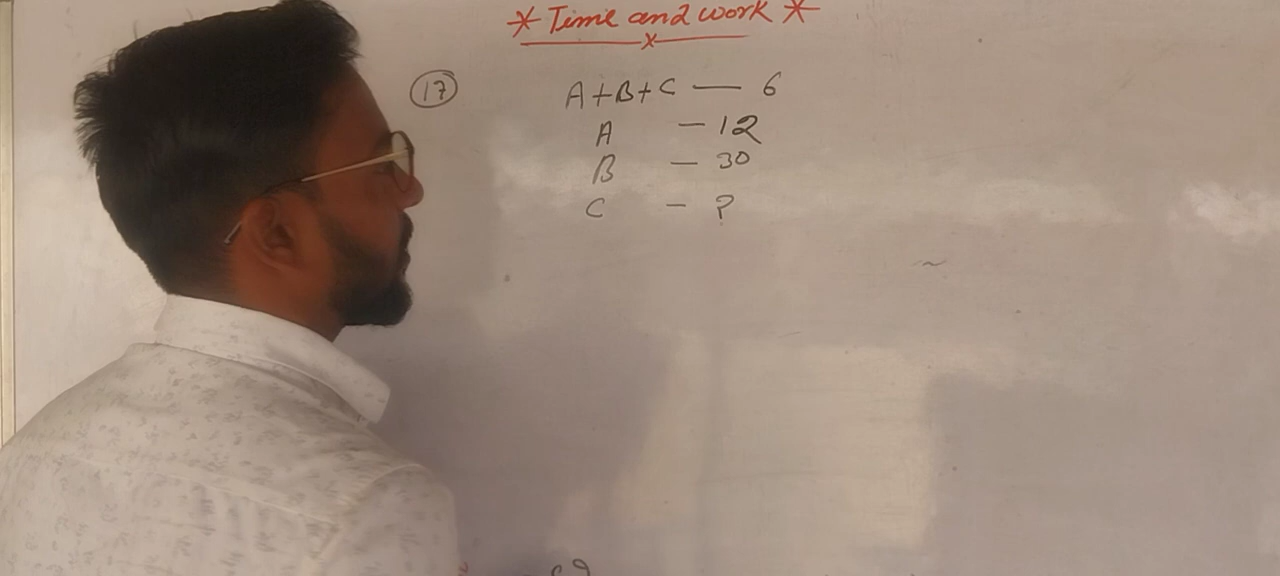 * Time and work *
x
17 A+B+C — 6
A — 12
B — 30
C - ?